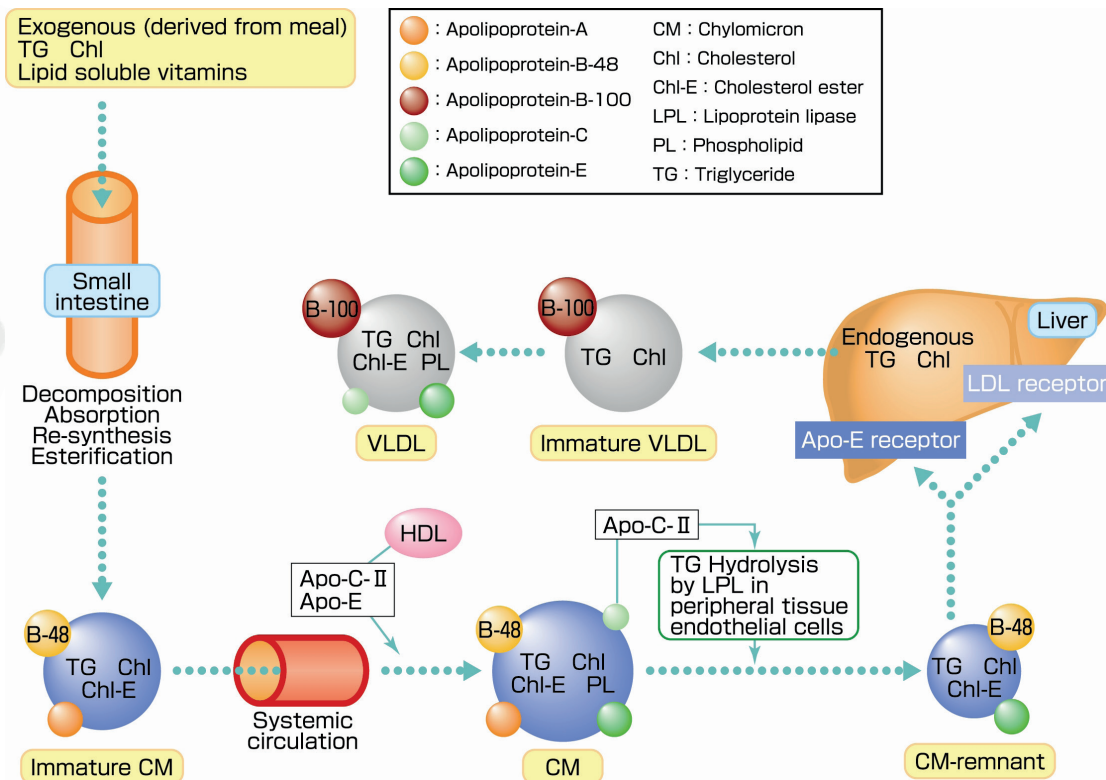 Exogenous (derived from meal)
TG Chl
Lipid soluble vitamins
: Apolipoprotein-A
: Apolipoprotein-B-48
: Apolipoprotein-B-100
: Apolipoprotein-C
: Apolipoprotein-E
CM : Chylomicron
Chl : Cholesterol
Chl-E : Cholesterol ester
LPL : Lipoprotein lipase
PL : Phospholipid
TG : Triglyceride
Small
intestine
Decomposition
Absorption
Re-synthesis
Esterification
B-100
TG Chl
Chl-E PL
VLDL
B-100
TG Chl
Immature VLDL
Liver
Endogenous
TG Chl
LDL receptor
Apo-E receptor
HDL
Apo-C-Ⅱ
Apo-E
Apo-C-Ⅱ
TG Hydrolysis
by LPL in
peripheral tissue
endothelial cells
B-48
TG Chl
Chl-E
Immature CM
Systemic
circulation
B-48
TG Chl
Chl-E PL
CM
B-48
TG Chl
Chl-E
CM-remnant